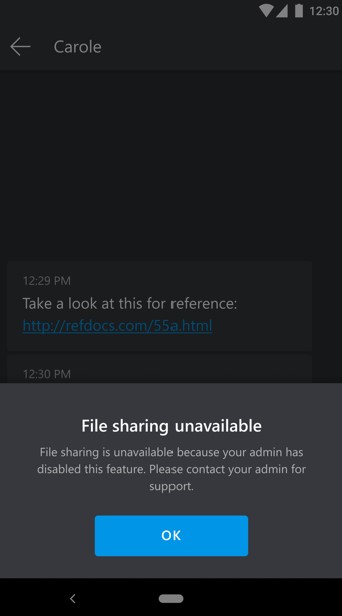 12:30
Carole
12:29 PM
Take a look at this for reference:
http://refdocs.com/55a.html
12:30 PM
File sharing unavailable
File sharing is unavailable because your admin has
disabled this feature. Please contact your admin for
support.
OK